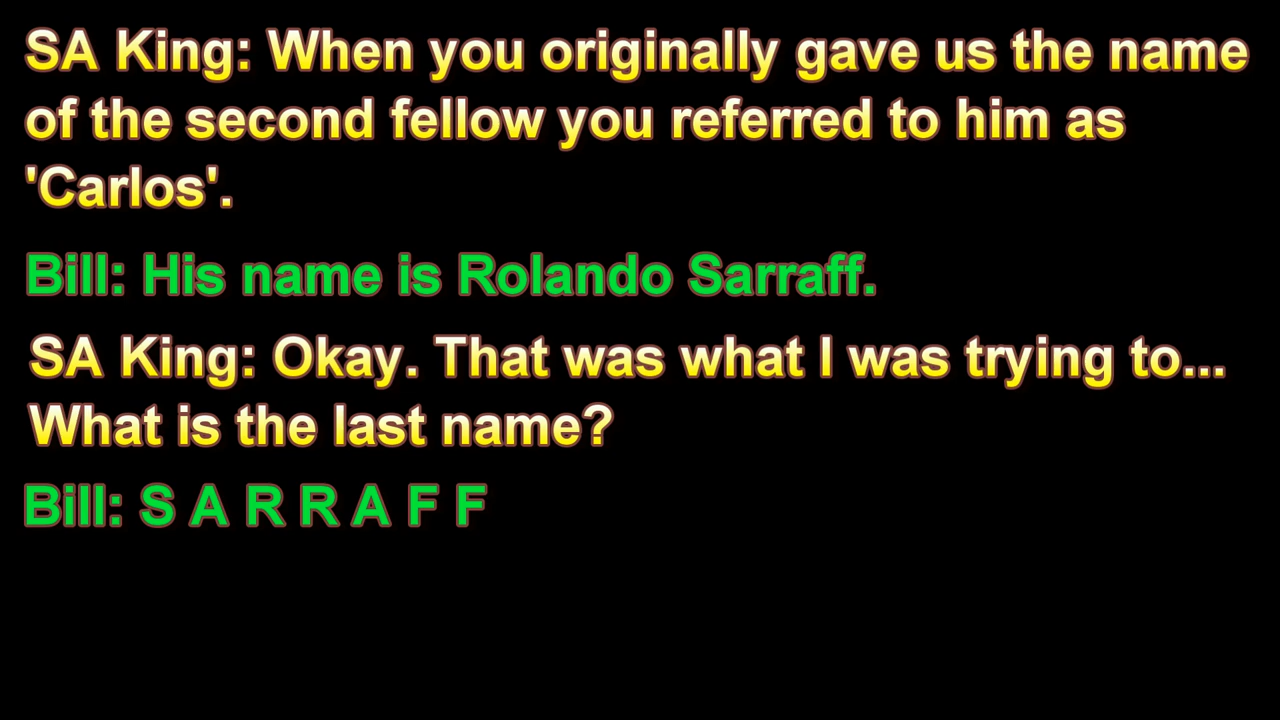 SA King: When you originally gave us the name
of the second fellow you referred to him as
'Carlos'.
Bill: His name is Rolando Sarraff.
SA King: Okay. That was what I was trying to...
What is the last name?
Bill: S A R R A F F